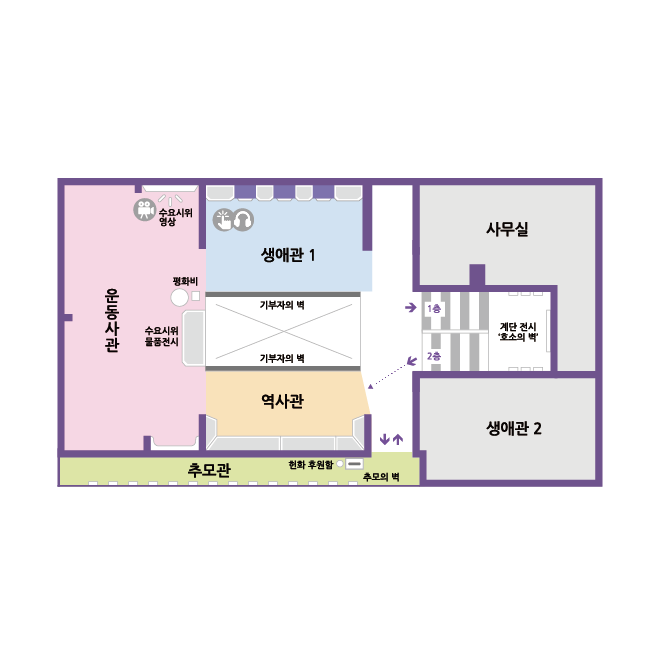 수요시위
영상
사무실
생애관 1
평화비
운동사관
기부자의 벽
1층
수요시위
물품전시
계단 전시
'호소의 벽'
기부자의 벽
2층
역사관
생애관 2
추모관
헌화 후원함
추모의 벽